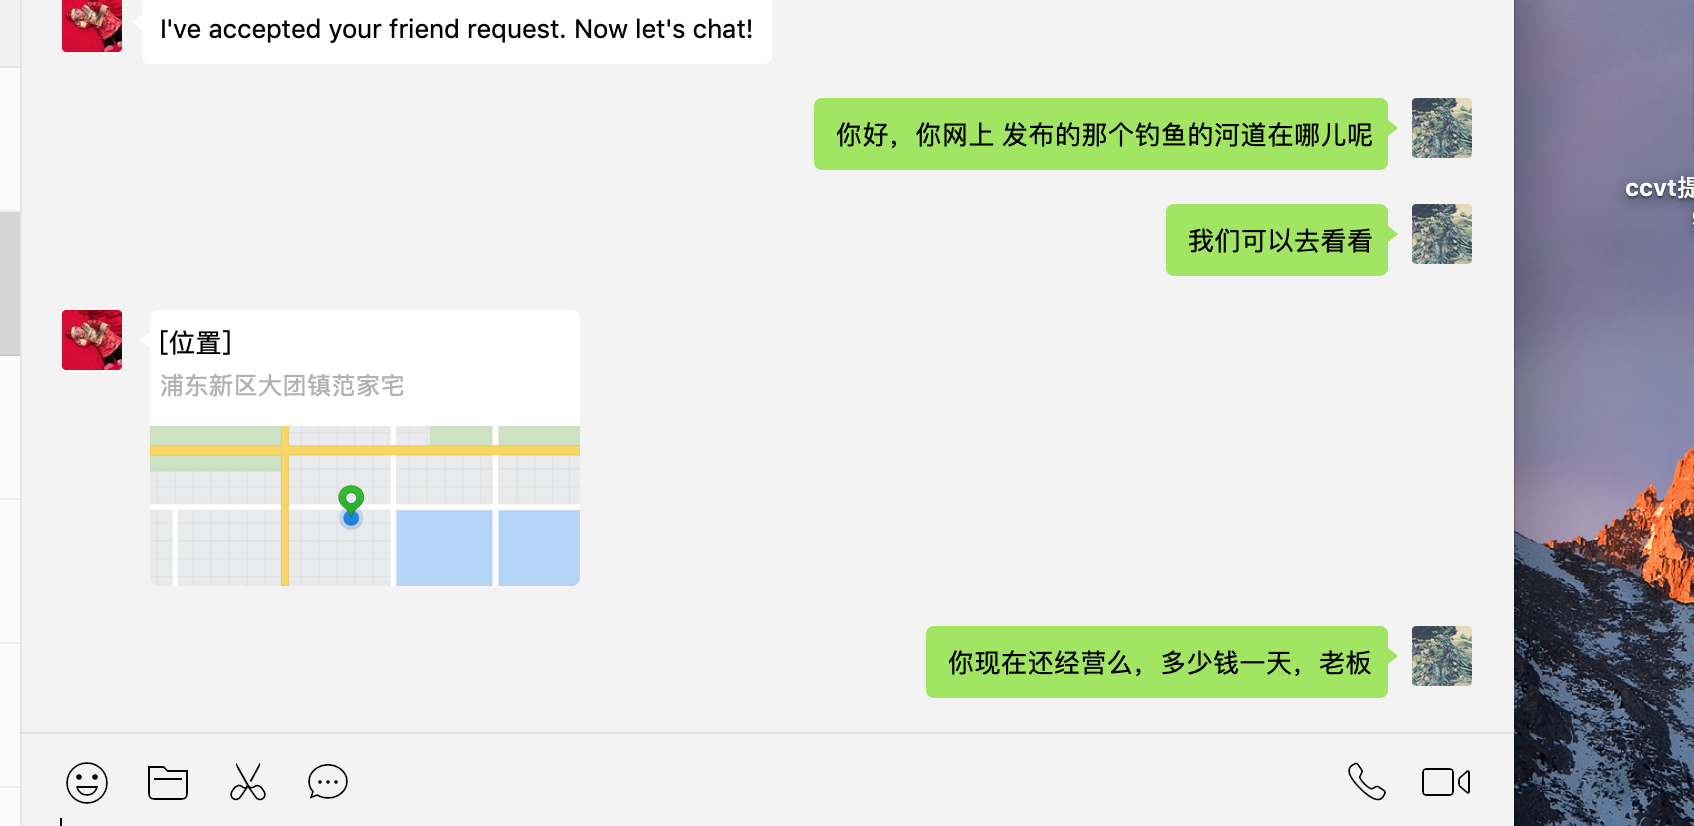 I've accepted your friend request. Now let's chat!
你好，你网上 发布的那个钓鱼的河道在哪儿呢
ccvt提
我们可以去看看
[位置]
浦东新区大团镇范家宅
你现在还经营么，多少钱一天，老板